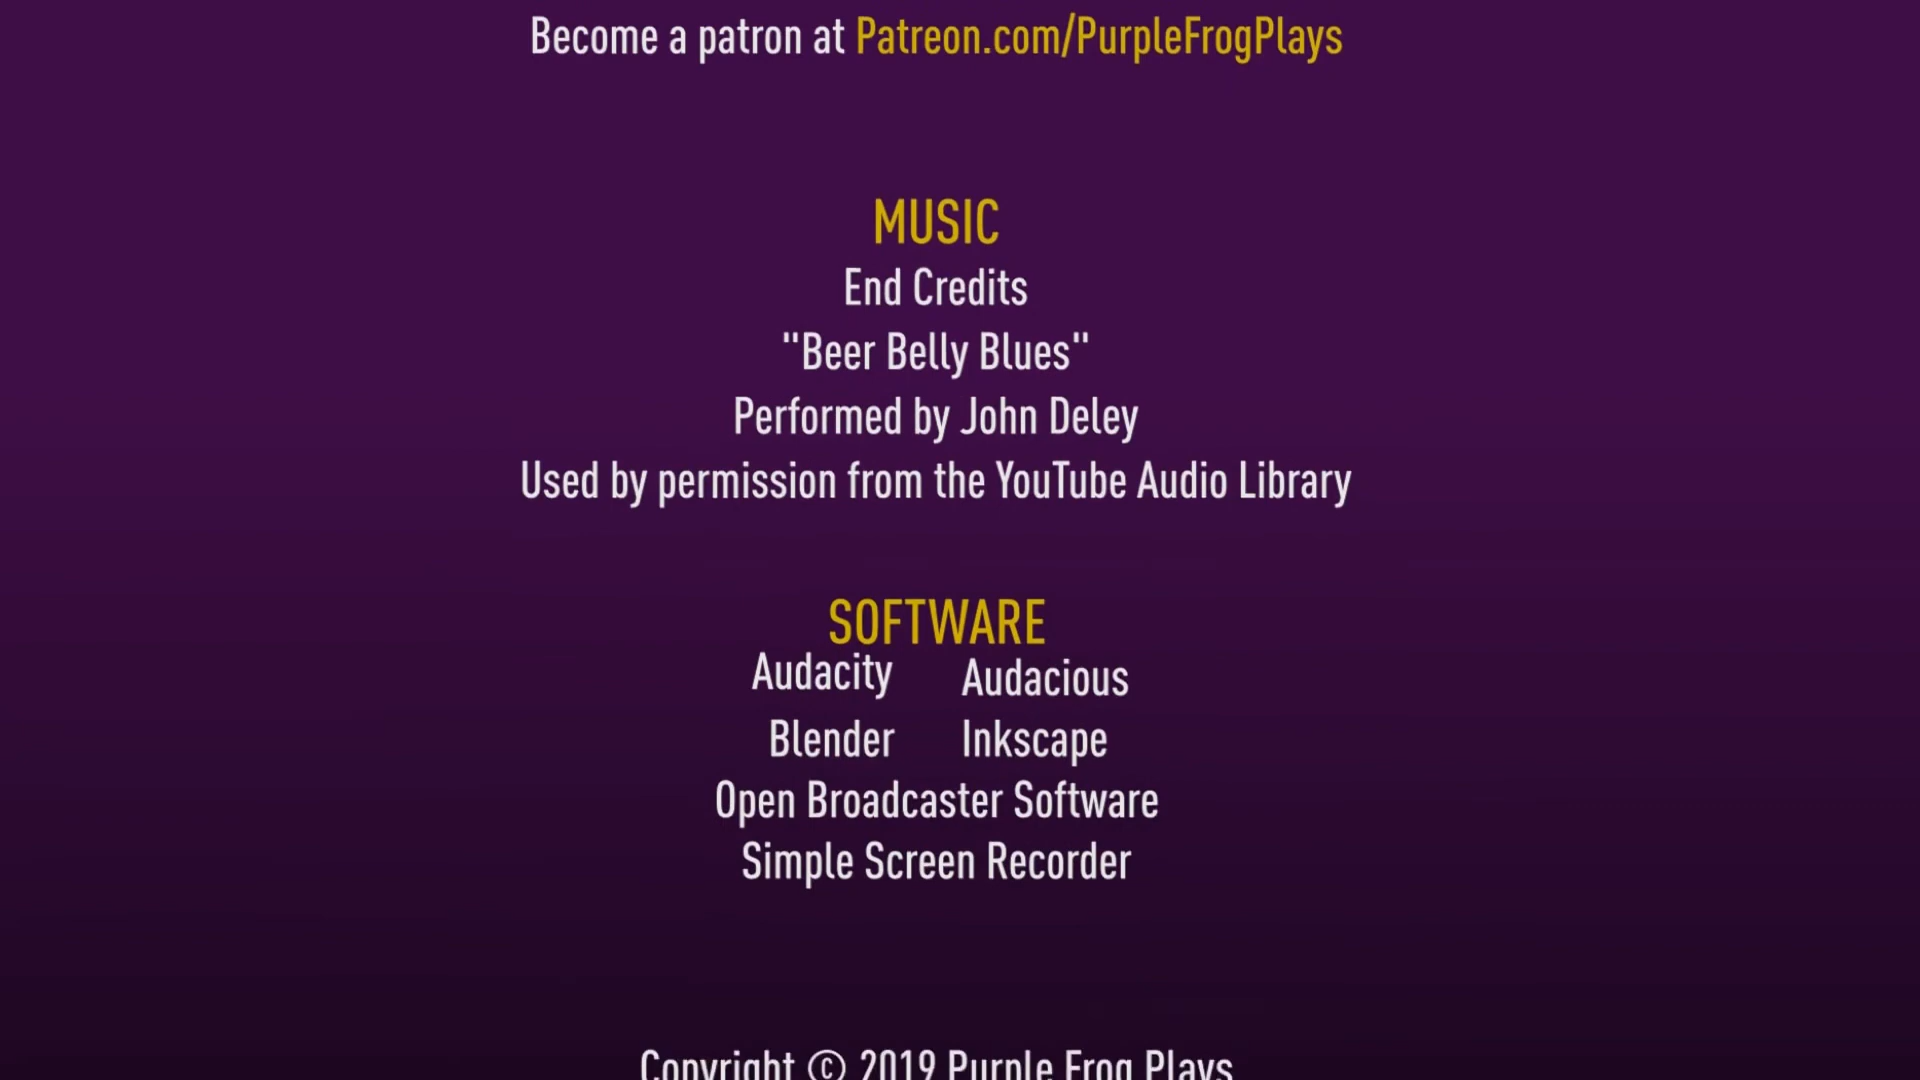 Become a patron at Patreon.com/PurpleFrogPlays
MUSIC
End Credits
"Beer Belly Blues"
Performed by John Deley
Used by permission from the YouTube Audio Library
SOFTWARE
Audacity Audacious
Blender Inkscape
Open Broadcaster Software
Simple Screen Recorder
Copyright © 2019 Purple Frog Plays